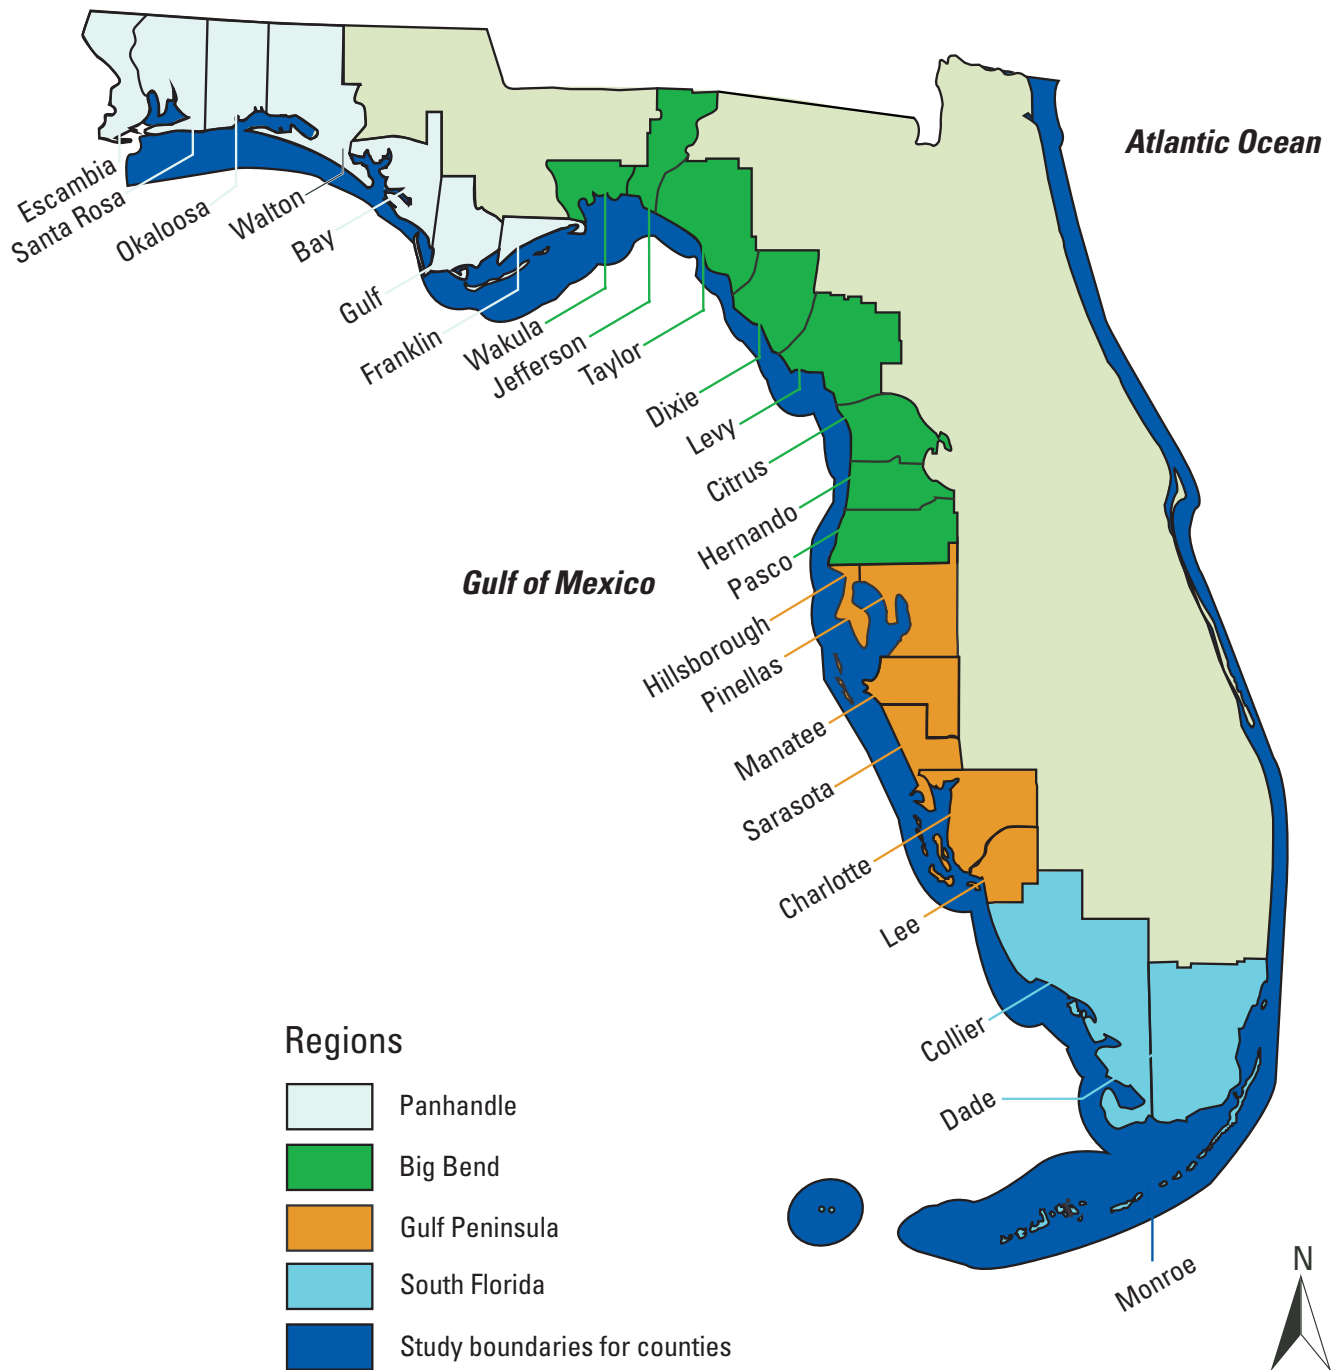 Atlantic Ocean
Escambia
Santa Rosa
Okaloosa
Walton
Bay
Gulf
Franklin
Wakula
Jefferson
Taylor
Dixie
Levy
Citrus
Hernando
Pasco
Gulf of Mexico
Hillsborough
Pinellas
Manatee
Sarasota
Charlotte
Lee
Collier
Dade
Monroe
Regions
Panhandle
Big Bend
Gulf Peninsula
South Florida
Study boundaries for counties
N